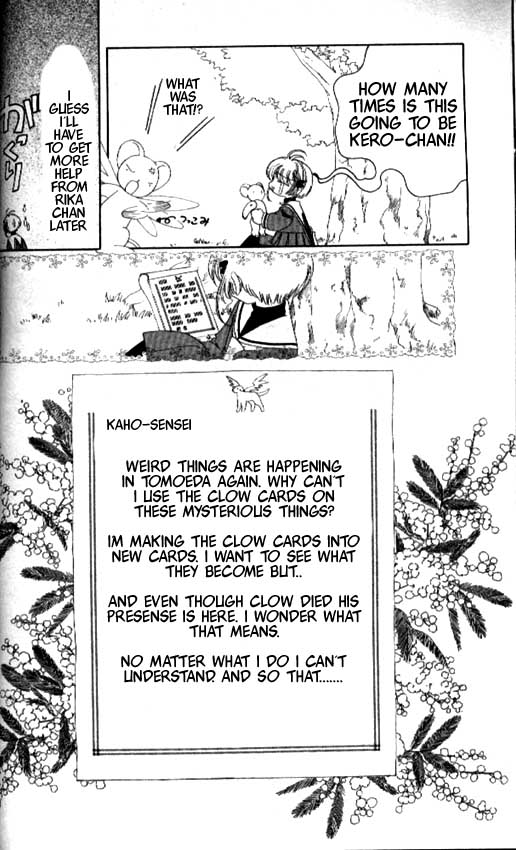 HOW MANY
TIMES IS THIS
GOING TO BE
KERO-CHAN!!
WHAT
WAS
THAT!?
I
GUESS
I'LL
HAVE
TO GET
MORE
HELP
FROM
RIKA
CHAN
LATER
がっくり
KAHO-SENSEI
WEIRD THINGS ARE HAPPENING
IN TOMOEDA AGAIN. WHY CAN'T
I USE THE CLOW CARDS ON
THESE MYSTERIOUS THINGS?
IM MAKING THE CLOW CARDS INTO
NEW CARDS. I WANT TO SEE WHAT
THEY BECOME BUT..
AND EVEN THOUGH CLOW DIED HIS
PRESENSE IS HERE. I WONDER WHAT
THAT MEANS.
NO MATTER WHAT I DO I CAN'T
UNDERSTAND. AND SO THAT.......